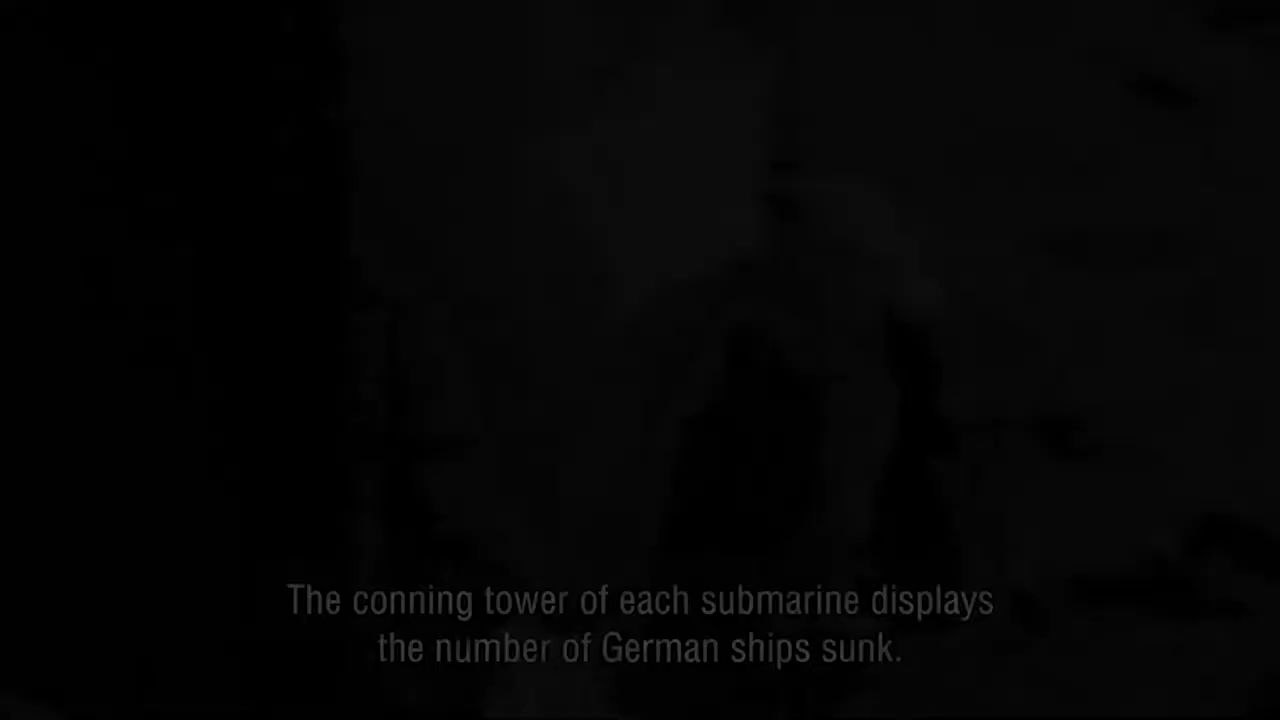 The conning tower of each submarine displays
the number of German ships sunk.